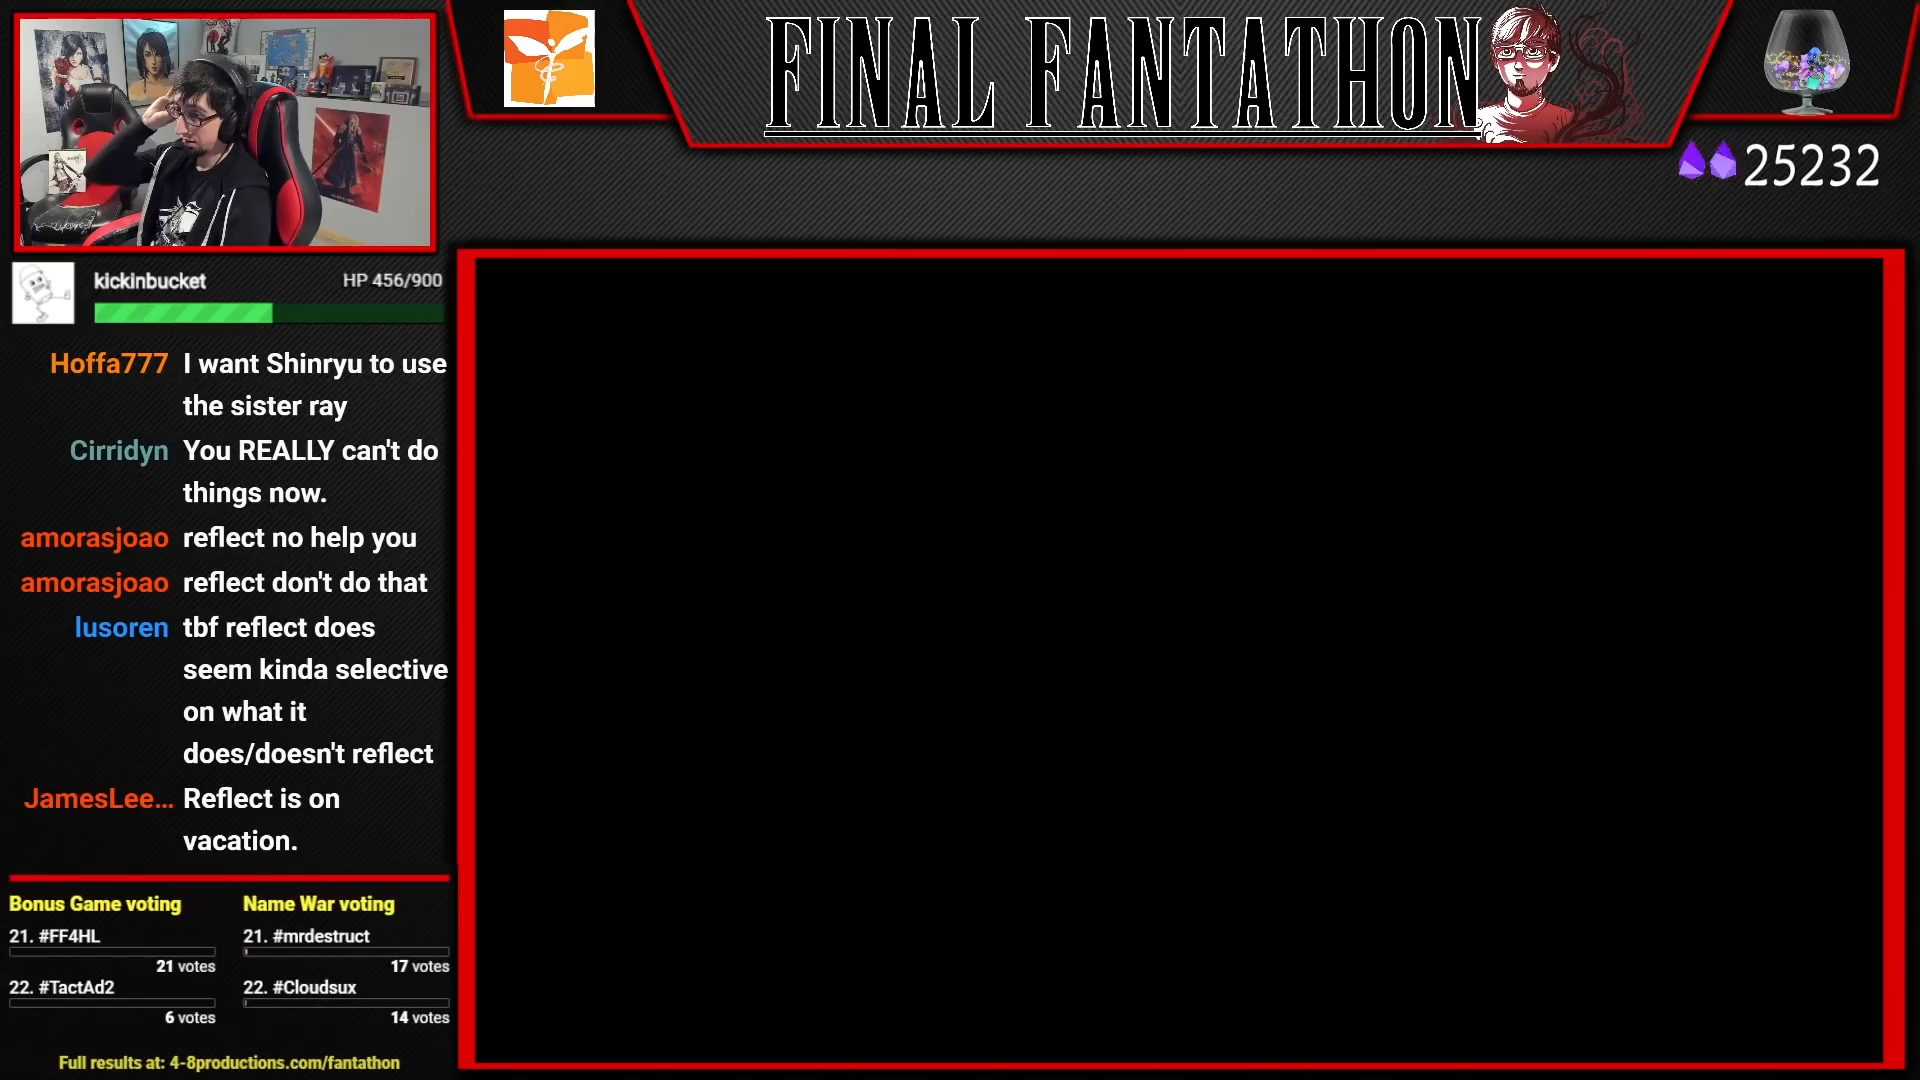 FINAL FANTATHON
25232
kickinbucket HP 456/900
Hoffa777 I want Shinryu to use
the sister ray
Cirridyn You REALLY can't do
things now.
amorasjoao reflect no help you
amorasjoao reflect don't do that
lusoren tbf reflect does
seem kinda selective
on what it
does/doesn't reflect
JamesLee... Reflect is on
vacation.
Bonus Game voting
21. #FF4HL
21 votes
22. #TactAd2
6 votes
Name War voting
21. #mrdestruct
17 votes
22. #Cloudsux
14 votes
Full results at: 4-8productions.com/fantathon